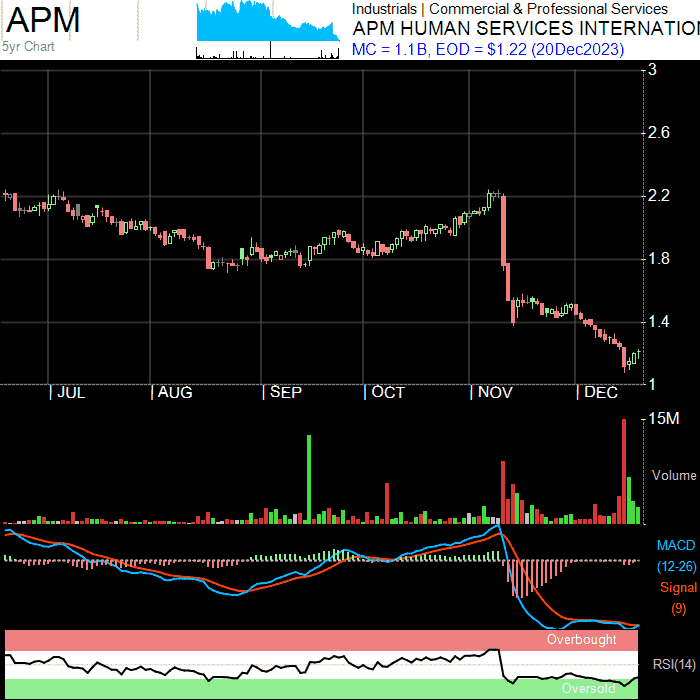 APM
5yr Chart
Industrials | Commercial & Professional Services
APM HUMAN SERVICES INTERNATIO
MC = 1.1B, EOD = $1.22 (20Dec2023)
3
2.6
2.2
1.8
1.4
1
| JUL | AUG | SEP | OCT | NOV | DEC
15M
Volume
MACD
(12-26)
Signal
(9)
Overbought
RSI(14)
Oversold